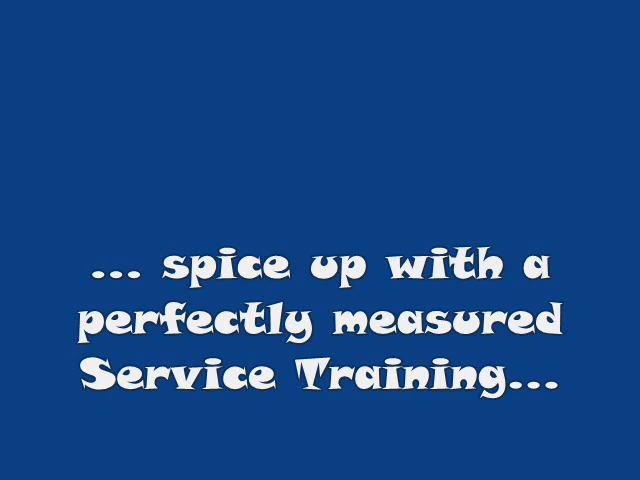 ... spice up with a
perfectly measured
Service Training...